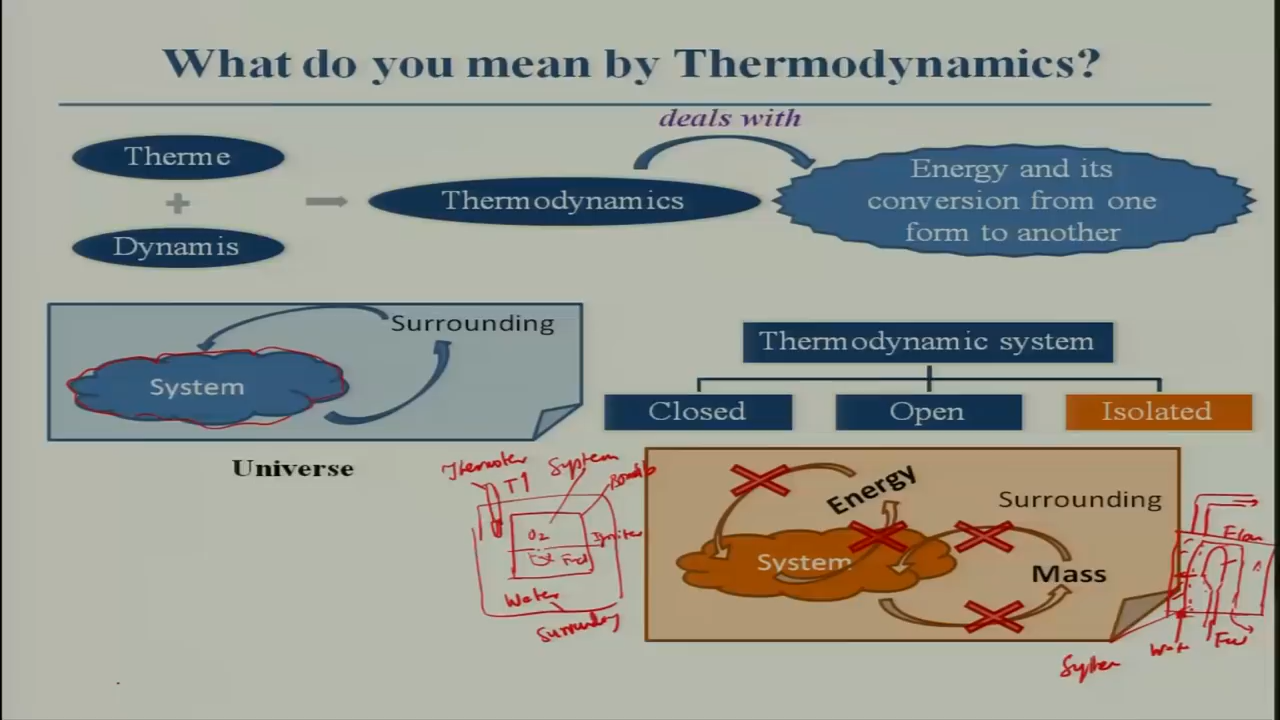 What do you mean by Thermodynamics?
deals with
Therme
+
Dynamis
Thermodynamics
Energy and its
conversion from one
form to another
Surrounding
System
Universe
Thermodynamic system
Closed
Open
Isolated
Energy
Surrounding
System
Mass
T↑
System
O2
Fuel
Igniter
Water
Surrounding
System